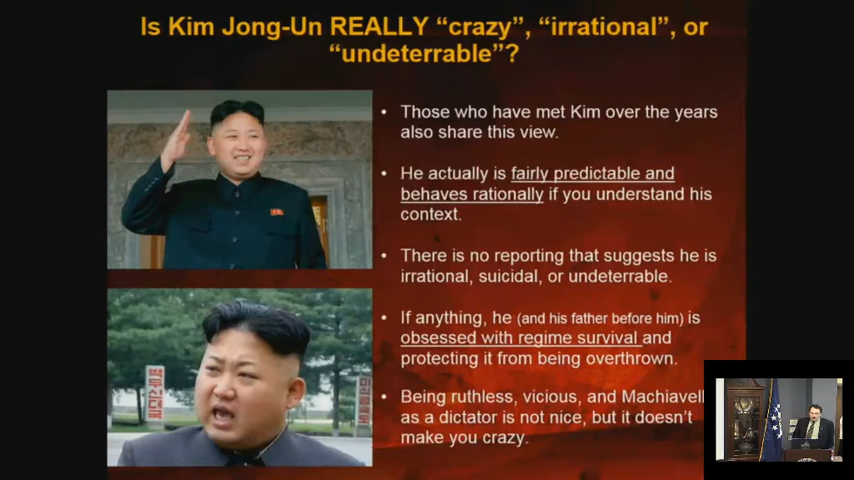 Is Kim Jong-Un REALLY “crazy”, “irrational”, or
“undeterrable”?
• Those who have met Kim over the years
also share this view.
• He actually is fairly predictable and
behaves rationally if you understand his
context.
• There is no reporting that suggests he is
irrational, suicidal, or undeterrable.
• If anything, he (and his father before him) is
obsessed with regime survival and
protecting it from being overthrown.
• Being ruthless, vicious, and Machiavell
as a dictator is not nice, but it doesn’t
make you crazy.